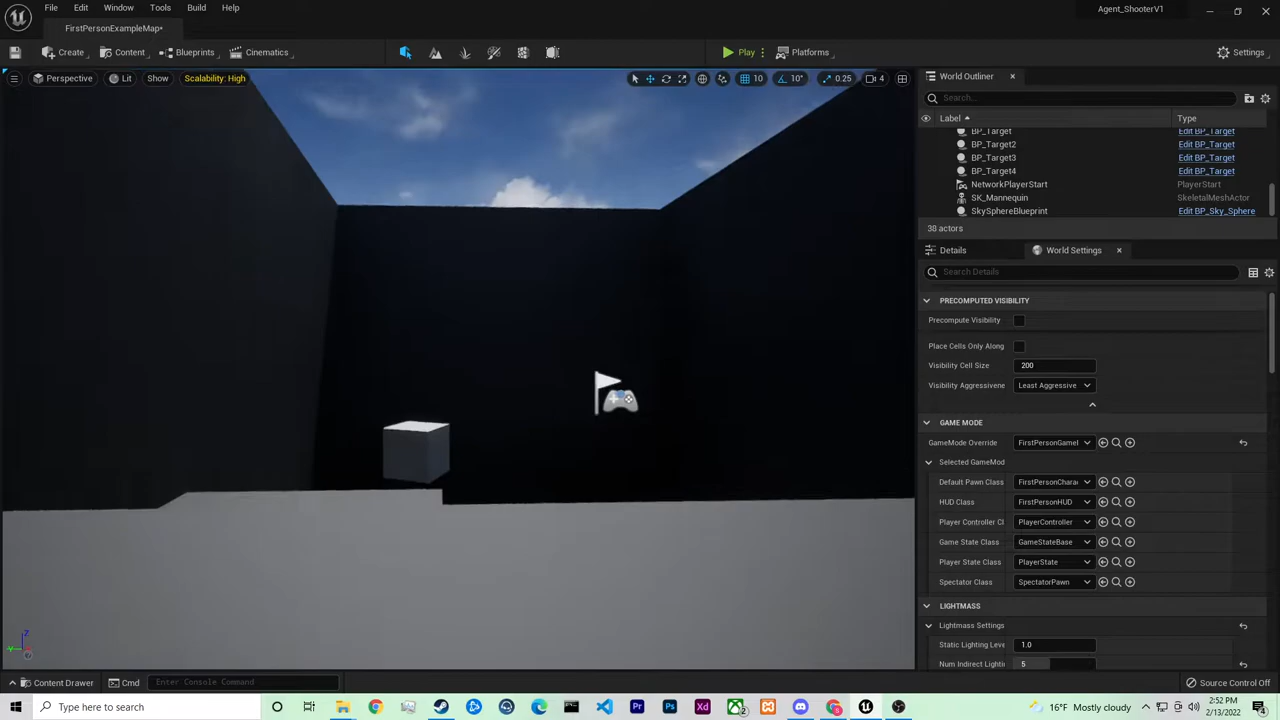 File Edit Window Tools Build Help
Agent_ShooterV1
FirstPersonExampleMap*
Create Content Blueprints Cinematics Play Platforms Settings
Perspective Lit Show Scalability: High 10 10° 0.25 4
World Outliner
Search...
Label Type
BP_Target Edit BP_Target
BP_Target2 Edit BP_Target
BP_Target3 Edit BP_Target
BP_Target4 Edit BP_Target
NetworkPlayerStart PlayerStart
SK_Mannequin SkeletalMeshActor
SkySphereBlueprint Edit BP_Sky_Sphere
38 actors
Details World Settings
Search Details
PRECOMPUTED VISIBILITY
Precompute Visibility
Place Cells Only Along
Visibility Cell Size 200
Visibility Aggressivene Least Aggressive
GAME MODE
GameMode Override FirstPersonGameI
Selected GameMod
Default Pawn Class FirstPersonChara
HUD Class FirstPersonHUD
Player Controller Cl PlayerController
Game State Class GameStateBase
Player State Class PlayerState
Spectator Class SpectatorPawn
LIGHTMASS
Lightmass Settings
Static Lighting Leve 1.0
Num Indirect Lightin 5
Z
Content Drawer Cmd Enter Console Command Source Control Off
Type here to search
16°F Mostly cloudy
2:52 PM
2/13/2022